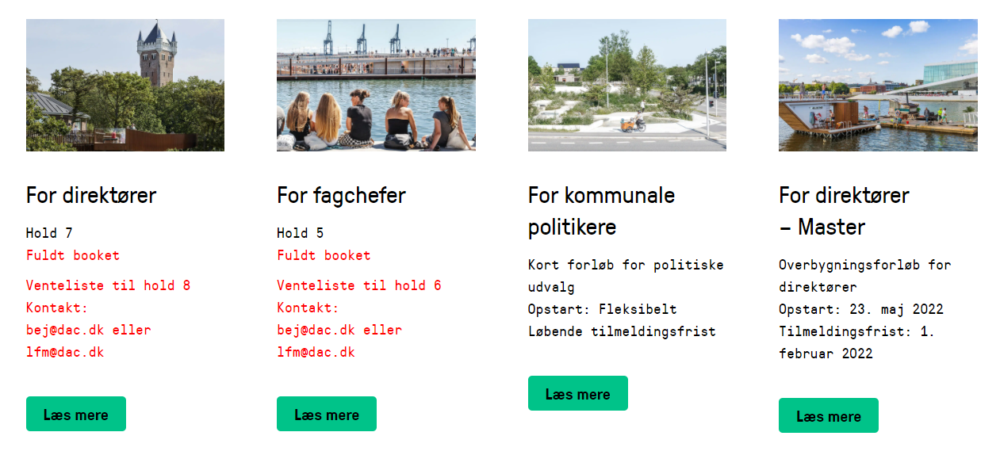 For direktører
Hold 7
Fuldt booket
Venteliste til hold 8
Kontakt:
bej@dac.dk eller
lfm@dac.dk
Læs mere
For fagchefer
Hold 5
Fuldt booket
Venteliste til hold 6
Kontakt:
bej@dac.dk eller
lfm@dac.dk
Læs mere
For kommunale
politikere
Kort forløb for politiske
udvalg
Opstart: Fleksibelt
Løbende tilmeldingsfrist
Læs mere
For direktører
– Master
Overbygningsforløb for
direktører
Opstart: 23. maj 2022
Tilmeldingsfrist: 1.
februar 2022
Læs mere